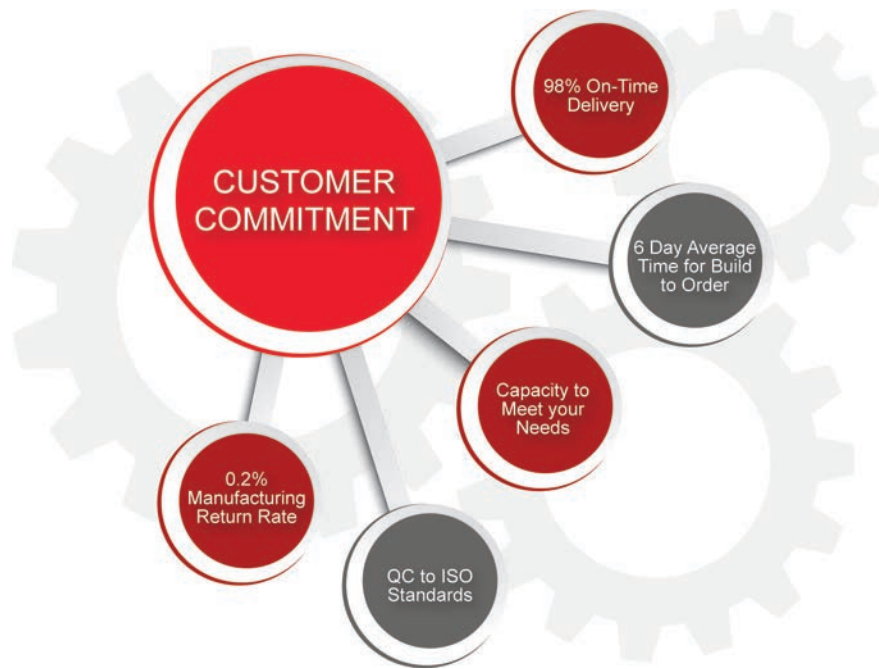 CUSTOMER
COMMITMENT
98% On-Time
Delivery
6 Day Average
Time for Build
to Order
Capacity to
Meet your
Needs
QC to ISO
Standards
0.2%
Manufacturing
Return Rate